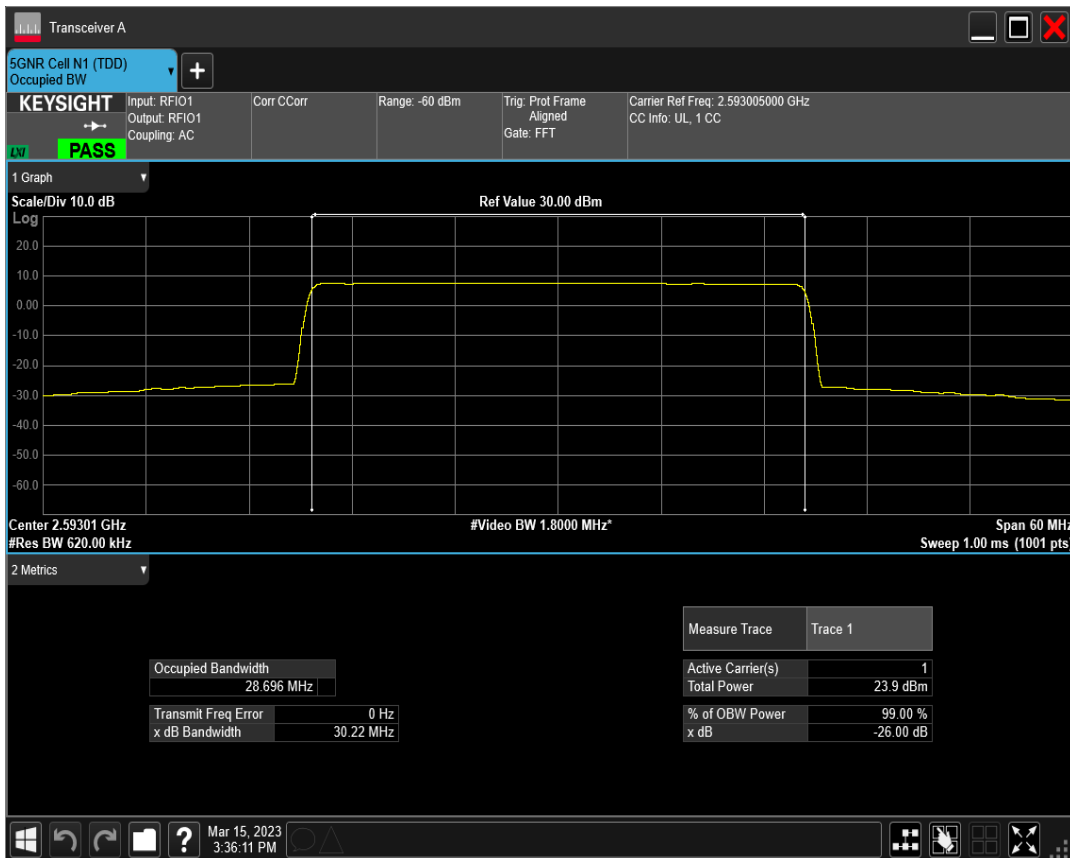 Transceiver A
5GNR Cell N1 (TDD)
Occupied BW
+
KEYSIGHT
LXI
PASS
Input: RFIO1
Output: RFIO1
Coupling: AC
Corr CCorr
Range: -60 dBm
Trig: Prot Frame
Aligned
Gate: FFT
Carrier Ref Freq: 2.593005000 GHz
CC Info: UL, 1 CC
1 Graph
Scale/Div 10.0 dB
Ref Value 30.00 dBm
Log
20.0
10.0
0.00
-10.0
-20.0
-30.0
-40.0
-50.0
-60.0
Center 2.59301 GHz
#Video BW 1.8000 MHz*
Span 60 MHz
#Res BW 620.00 kHz
Sweep 1.00 ms (1001 pts)
2 Metrics
Measure Trace Trace 1
Occupied Bandwidth
28.696 MHz
Transmit Freq Error 0 Hz
x dB Bandwidth 30.22 MHz
Active Carrier(s) 1
Total Power 23.9 dBm
% of OBW Power 99.00 %
x dB -26.00 dB
?
Mar 15, 2023
3:36:11 PM